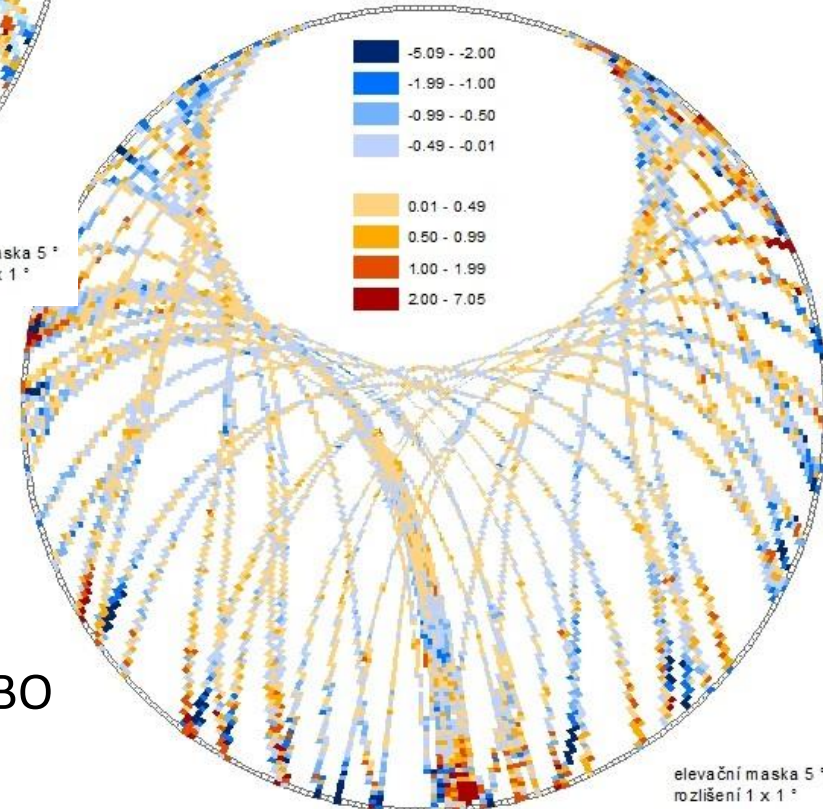 -5.09 - -2.00
-1.99 - -1.00
-0.99 - -0.50
-0.49 - -0.01
0.01 - 0.49
0.50 - 0.99
1.00 - 1.99
2.00 - 7.05
5 °
1 °
elevační maska 5 °
rozlišení 1 x 1 °